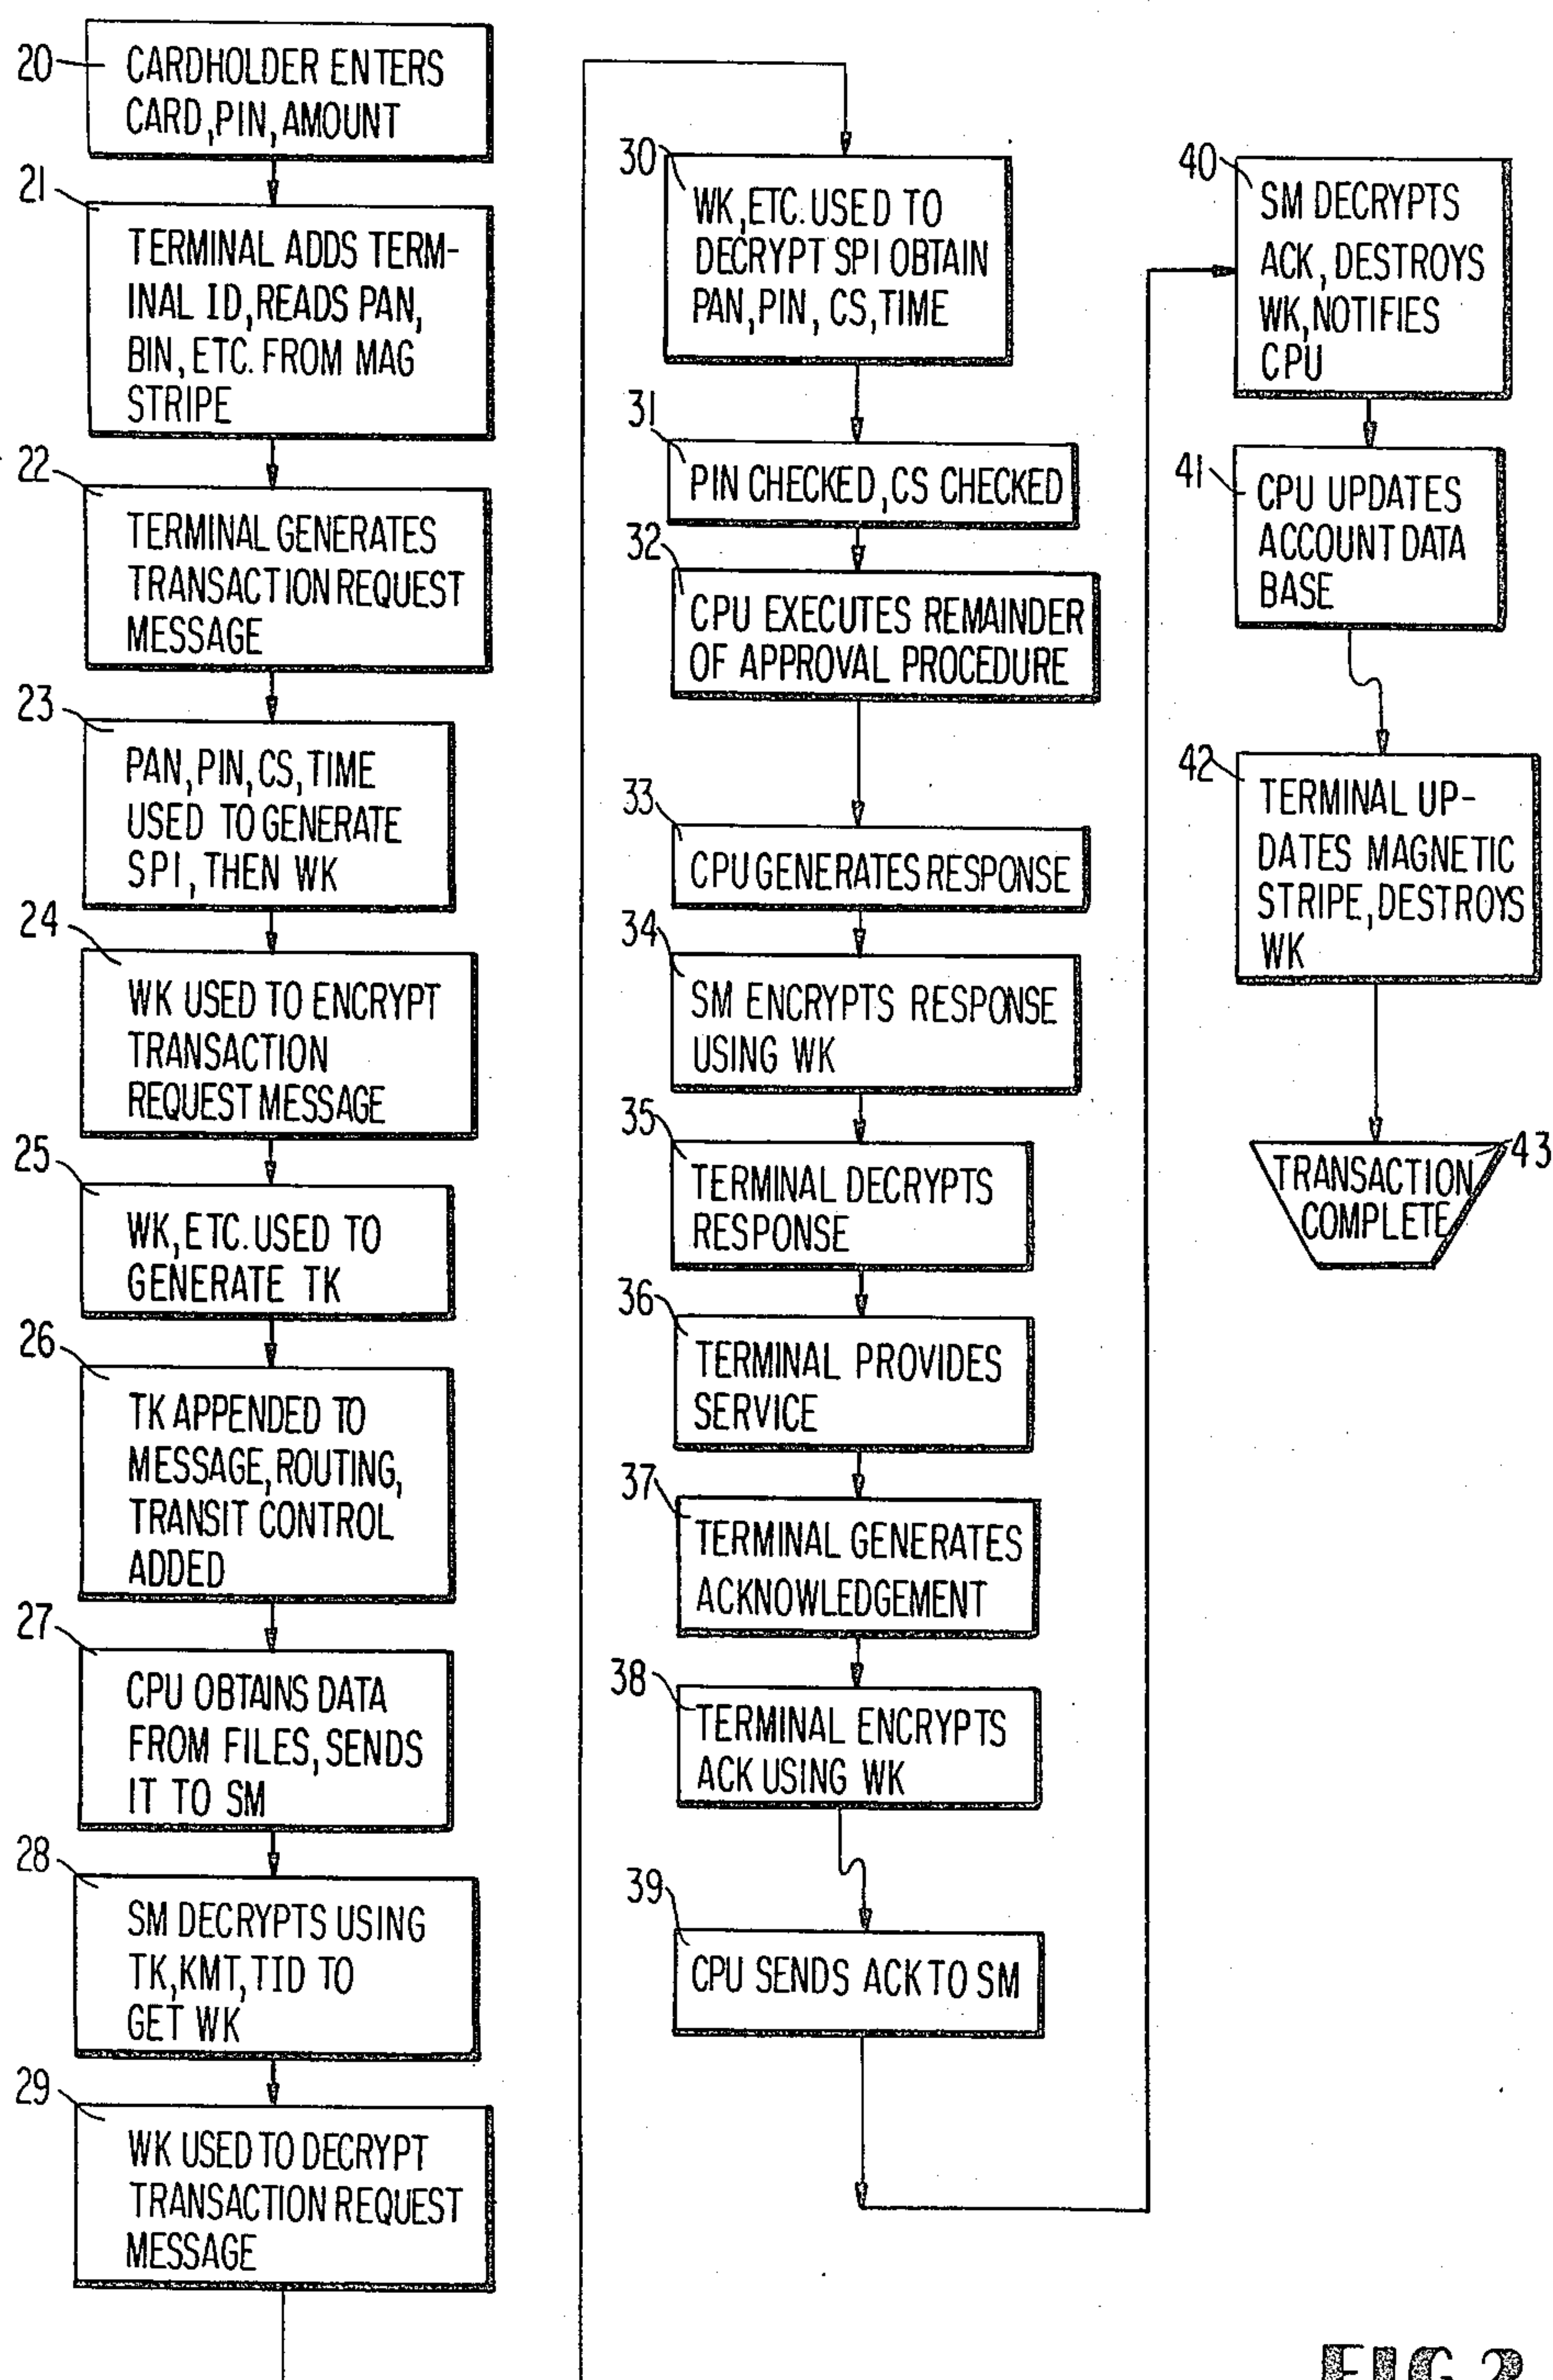 20
CARDHOLDER ENTERS
CARD, PIN, AMOUNT
21
TERMINAL ADDS TERM-
INAL ID, READS PAN,
BIN, ETC. FROM MAG
STRIPE
22
TERMINAL GENERATES
TRANSACTION REQUEST
MESSAGE
23
PAN, PIN, CS, TIME
USED TO GENERATE
SPI, THEN WK
24
WK USED TO ENCRYPT
TRANSACTION
REQUEST MESSAGE
25
WK, ETC. USED TO
GENERATE TK
26
TK APPENDED TO
MESSAGE, ROUTING,
TRANSIT CONTROL
ADDED
27
CPU OBTAINS DATA
FROM FILES, SENDS
IT TO SM
28
SM DECRYPTS USING
TK, KMT, TID TO
GET WK
29
WK USED TO DECRYPT
TRANSACTION REQUEST
MESSAGE
30
WK, ETC. USED TO
DECRYPT SPI OBTAIN
PAN, PIN, CS, TIME
31
PIN CHECKED, CS CHECKED
32
CPU EXECUTES REMAINDER
OF APPROVAL PROCEDURE
33
CPU GENERATES RESPONSE
34
SM ENCRYPTS RESPONSE
USING WK
35
TERMINAL DECRYPTS
RESPONSE
36
TERMINAL PROVIDES
SERVICE
37
TERMINAL GENERATES
ACKNOWLEDGEMENT
38
TERMINAL ENCRYPTS
ACK USING WK
39
CPU SENDS ACK TO SM
40
SM DECRYPTS
ACK, DESTROYS
WK, NOTIFIES
CPU
41
CPU UPDATES
ACCOUNT DATA
BASE
42
TERMINAL UP-
DATES MAGNETIC
STRIPE, DESTROYS
WK
43
TRANSACTION
COMPLETE
FIG 2